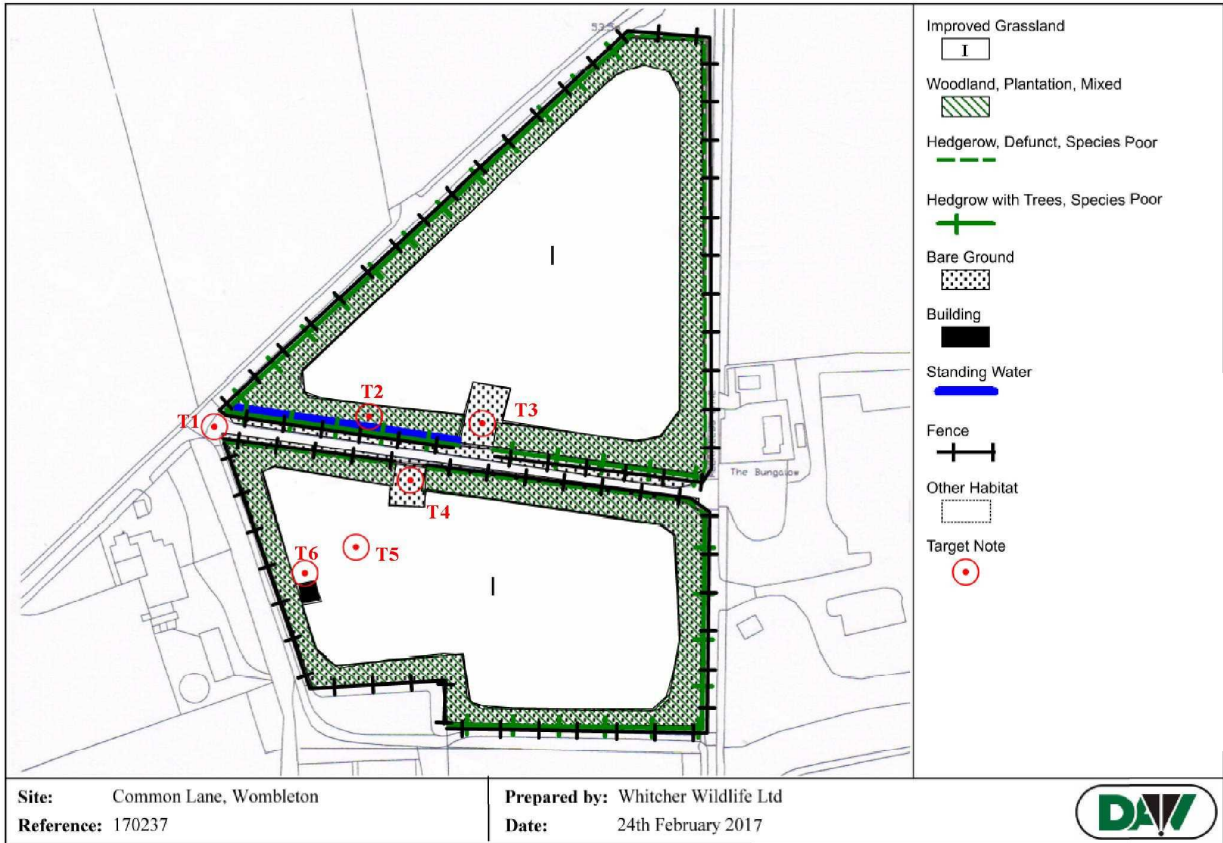 53.5
T1
T2
T3
I
The Bungalow
T4
T5
T6
I
Improved Grassland
I
Woodland, Plantation, Mixed
Hedgerow, Defunct, Species Poor
Hedgrow with Trees, Species Poor
Bare Ground
Building
Standing Water
Fence
Other Habitat
Target Note
Site: Common Lane, Wombleton
Reference: 170237
Prepared by: Whitcher Wildlife Ltd
Date: 24th February 2017